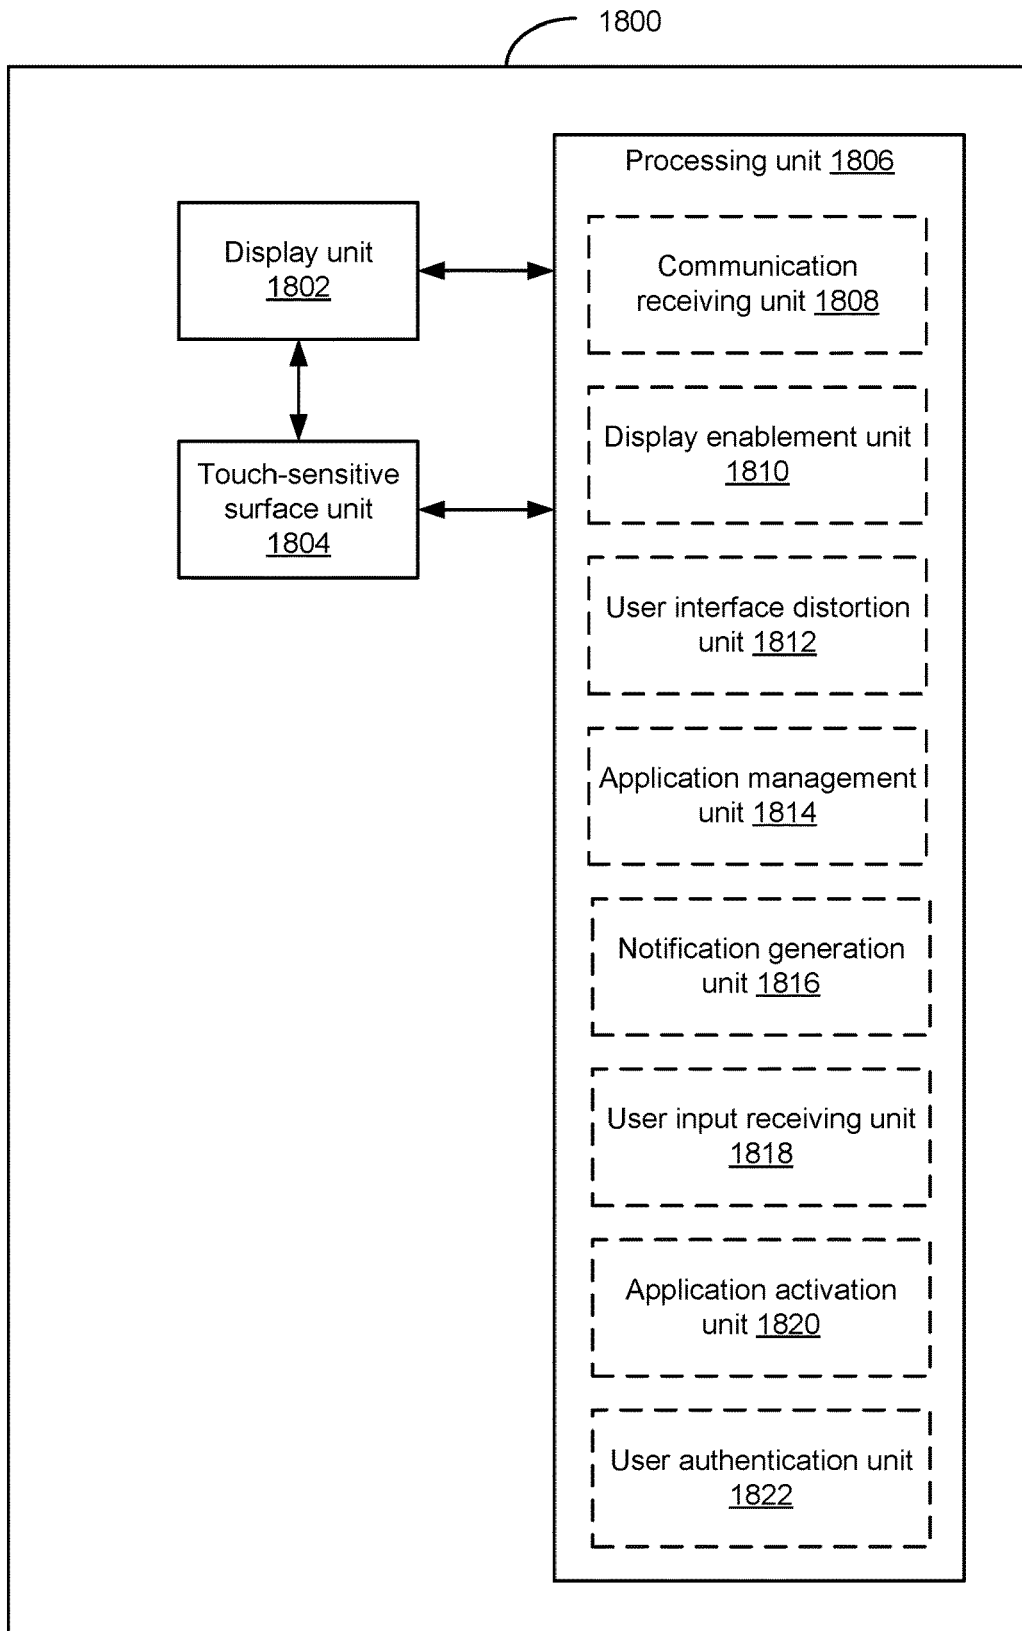 1800
Processing unit 1806
Display unit
1802
Touch-sensitive
surface unit
1804
Communication
receiving unit 1808
Display enablement unit
1810
User interface distortion
unit 1812
Application management
unit 1814
Notification generation
unit 1816
User input receiving unit
1818
Application activation
unit 1820
User authentication unit
1822